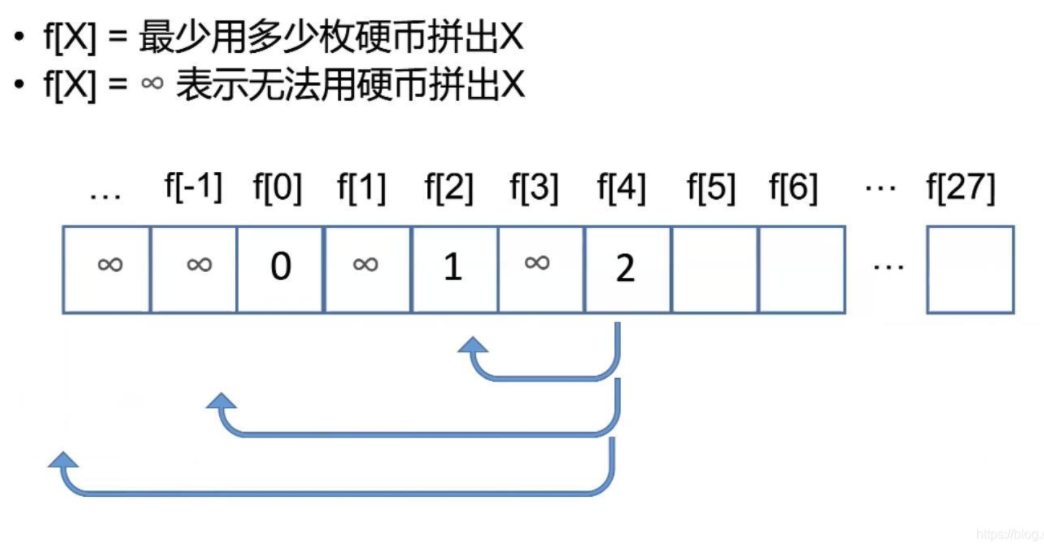 • f[X] = 最少用多少枚硬币拼出X
• f[X] = ∞ 表示无法用硬币拼出X
… f[-1] f[0] f[1] f[2] f[3] f[4] f[5] f[6] … f[27]
∞ ∞ 0 ∞ 1 ∞ 2 …
https://blog.